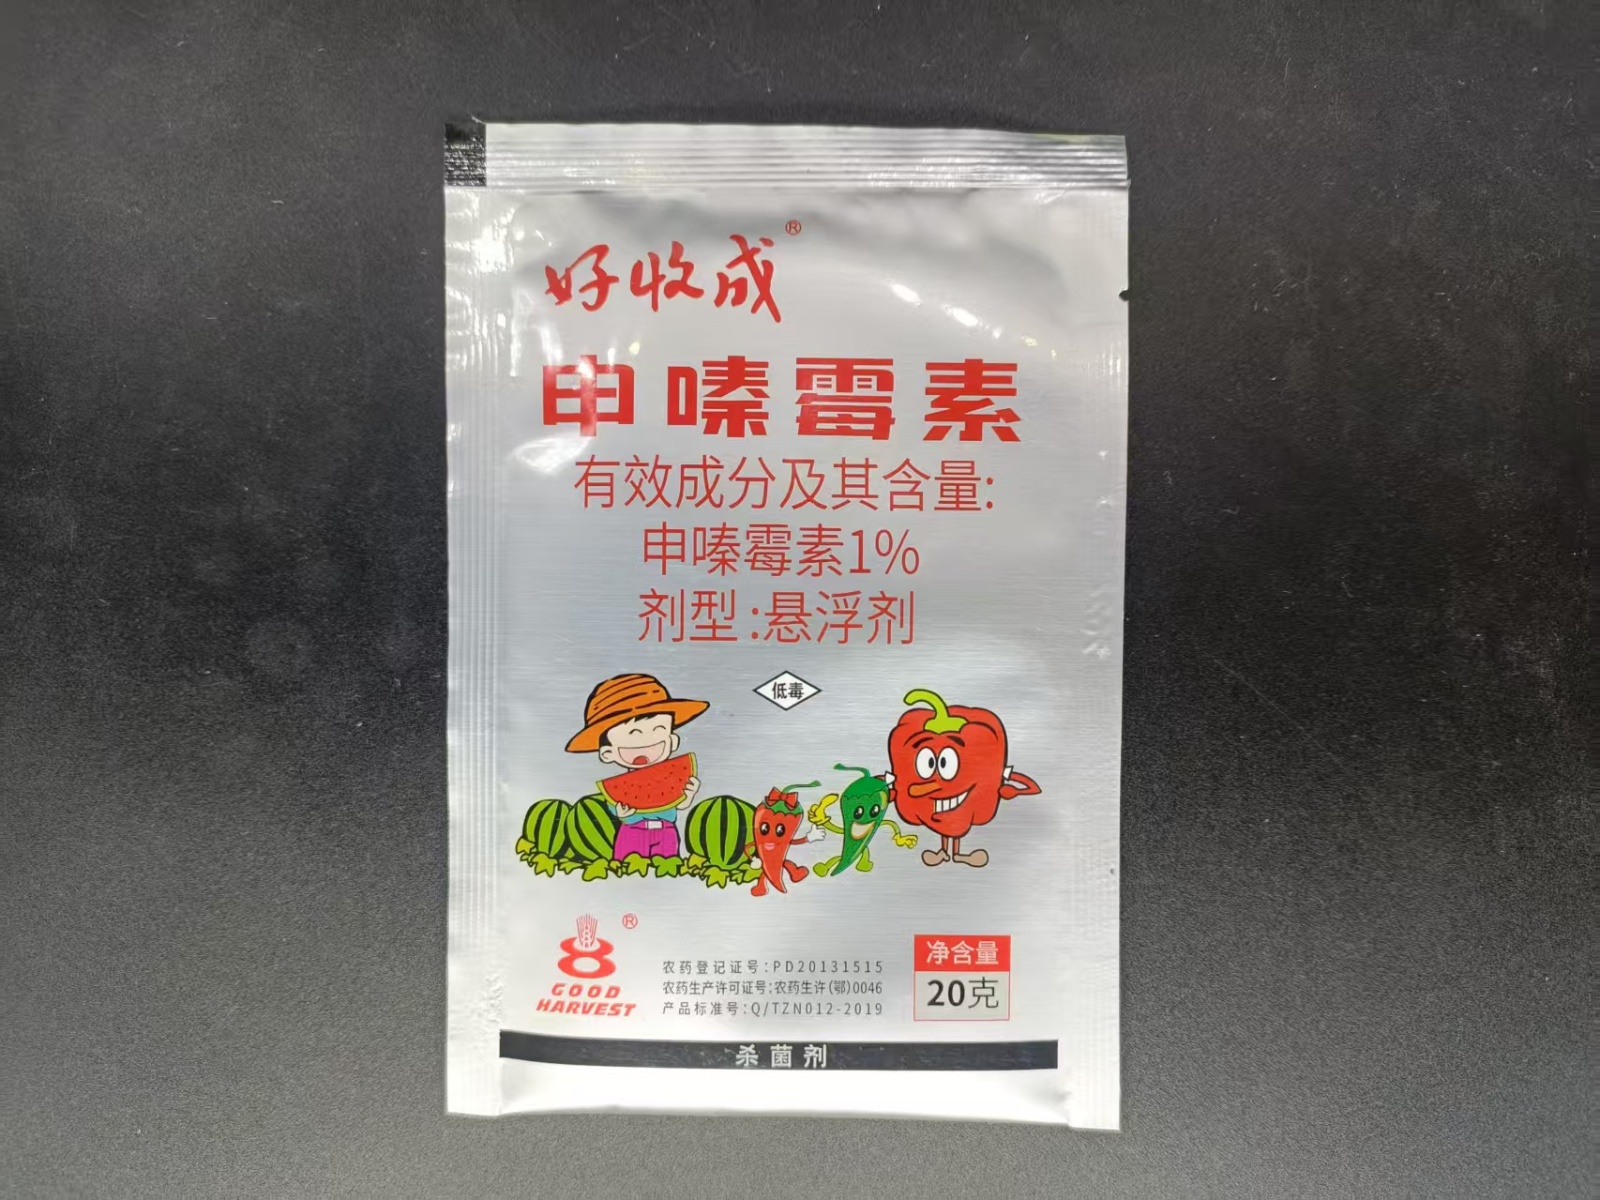 好收成®
申嗪霉素
有效成分及其含量:
申嗪霉素1%
剂型:悬浮剂
低毒
®
GOOD
HARVEST
农药登记证号:PD20131515
农药生产许可证号:农药生许(鄂)0046
产品标准号:Q/TZN012-2019
净含量
20克
杀菌剂